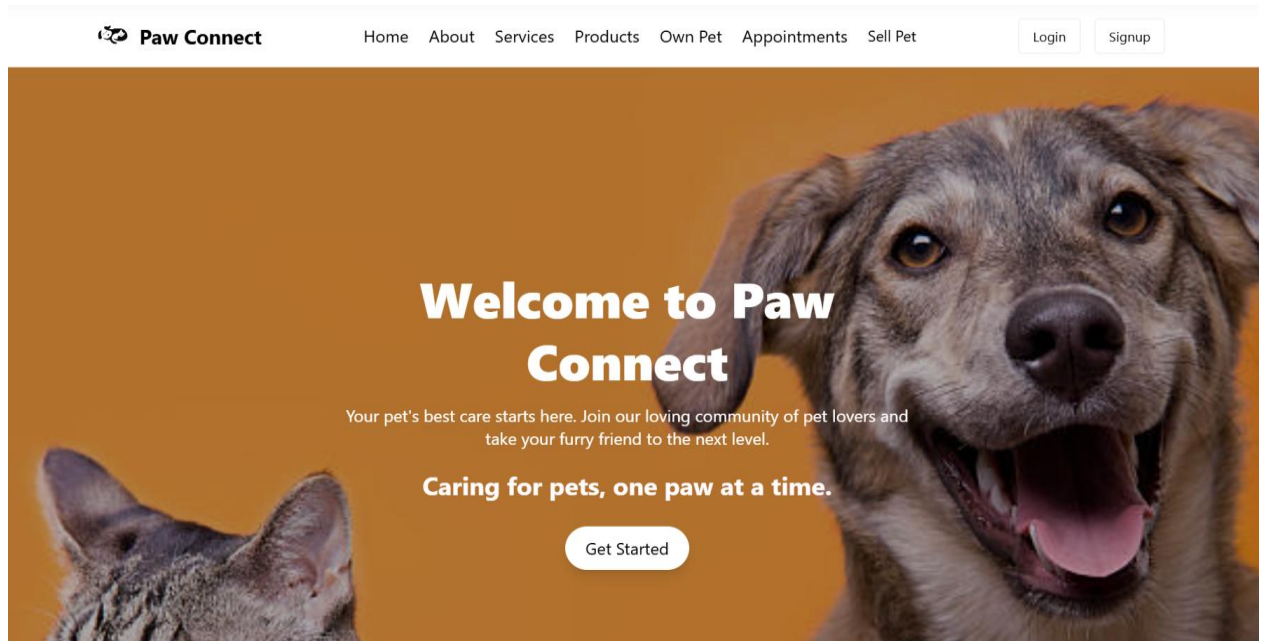 Paw Connect
Home About Services Products Own Pet Appointments Sell Pet
Login Signup
Welcome to Paw
Connect
Your pet's best care starts here. Join our loving community of pet lovers and
take your furry friend to the next level.
Caring for pets, one paw at a time.
Get Started